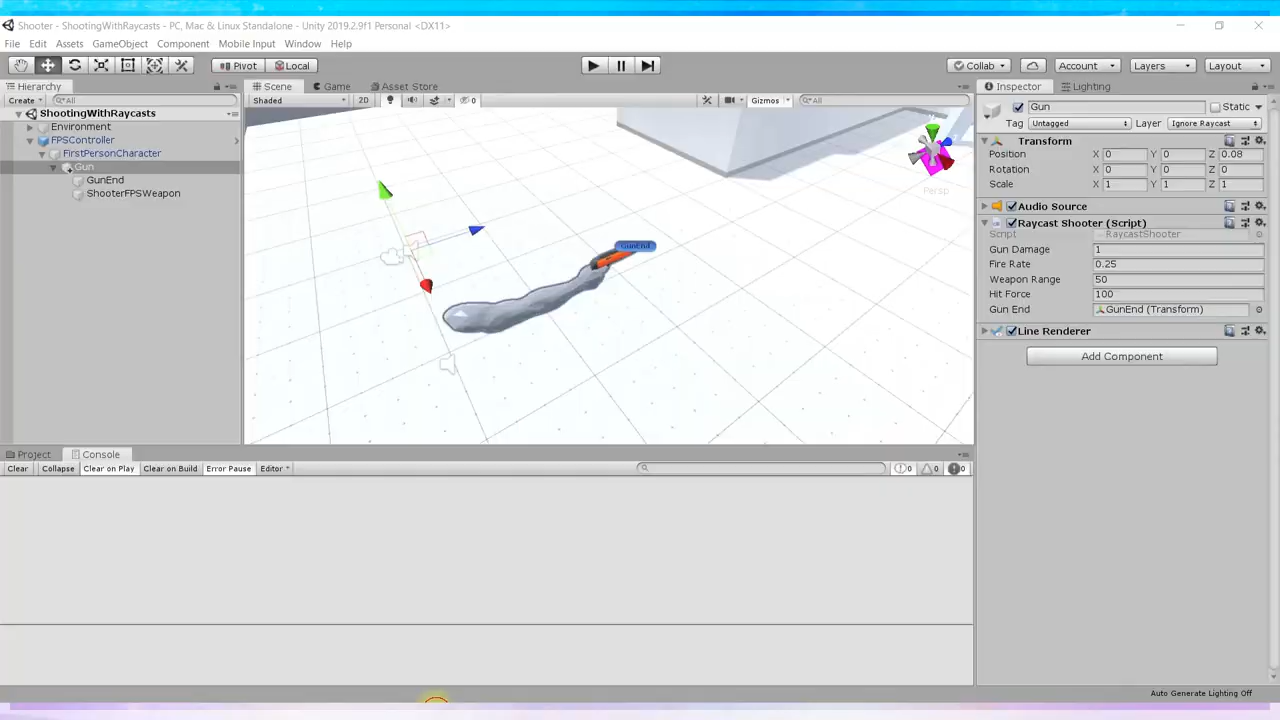 Shooter - ShootingWithRaycasts - PC, Mac & Linux Standalone - Unity 2019.2.9f1 Personal <DX11>
File Edit Assets GameObject Component Mobile Input Window Help
Pivot Local Collab Account Layers Layout
Hierarchy
Create All
ShootingWithRaycasts
Environment
FPSController
FirstPersonCharacter
Gun
GunEnd
ShooterFPSWeapon
Scene Game Asset Store
Shaded 2D 0 Gizmos All
y
Persp
GunEnd
Inspector Lighting
Gun Static
Tag Untagged Layer Ignore Raycast
Transform
Position X 0 Y 0 Z 0.08
Rotation X 0 Y 0 Z 0
Scale X 1 Y 1 Z 1
Audio Source
Raycast Shooter (Script)
Script RaycastShooter
Gun Damage 1
Fire Rate 0.25
Weapon Range 50
Hit Force 100
Gun End GunEnd (Transform)
Line Renderer
Add Component
Project Console
Clear Collapse Clear on Play Clear on Build Error Pause Editor 0 0 0
Auto Generate Lighting Off